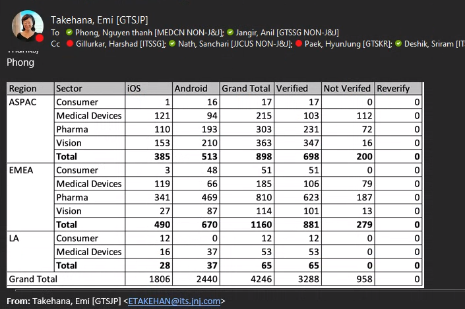 Takehana, Emi [GTSJP]
To Phong, Nguyen thanh [MEDCN NON-J&J]; Jangir, Anil [GTSSG NON-J&J]
Cc Gillurkar, Harshad [ITSSG]; Nath, Sanchari [JJCUS NON-J&J]; Paek, HyunJung [GTSKR]; Deshik, Sriram [IT
Thanks,
Phong
Region Sector iOS Android Grand Total Verified Not Verifed Reverify
ASPAC Consumer 1 16 17 17 0 0
Medical Devices 121 94 215 103 112 0
Pharma 110 193 303 231 72 0
Vision 153 210 363 347 16 0
Total 385 513 898 698 200 0
EMEA Consumer 3 48 51 51 0 0
Medical Devices 119 66 185 106 79 0
Pharma 341 469 810 623 187 0
Vision 27 87 114 101 13 0
Total 490 670 1160 881 279 0
LA Consumer 12 0 12 12 0 0
Medical Devices 16 37 53 53 0 0
Total 28 37 65 65 0 0
Grand Total 1806 2440 4246 3288 958 0
From: Takehana, Emi [GTSJP] <ETAKEHAN@its.jnj.com>